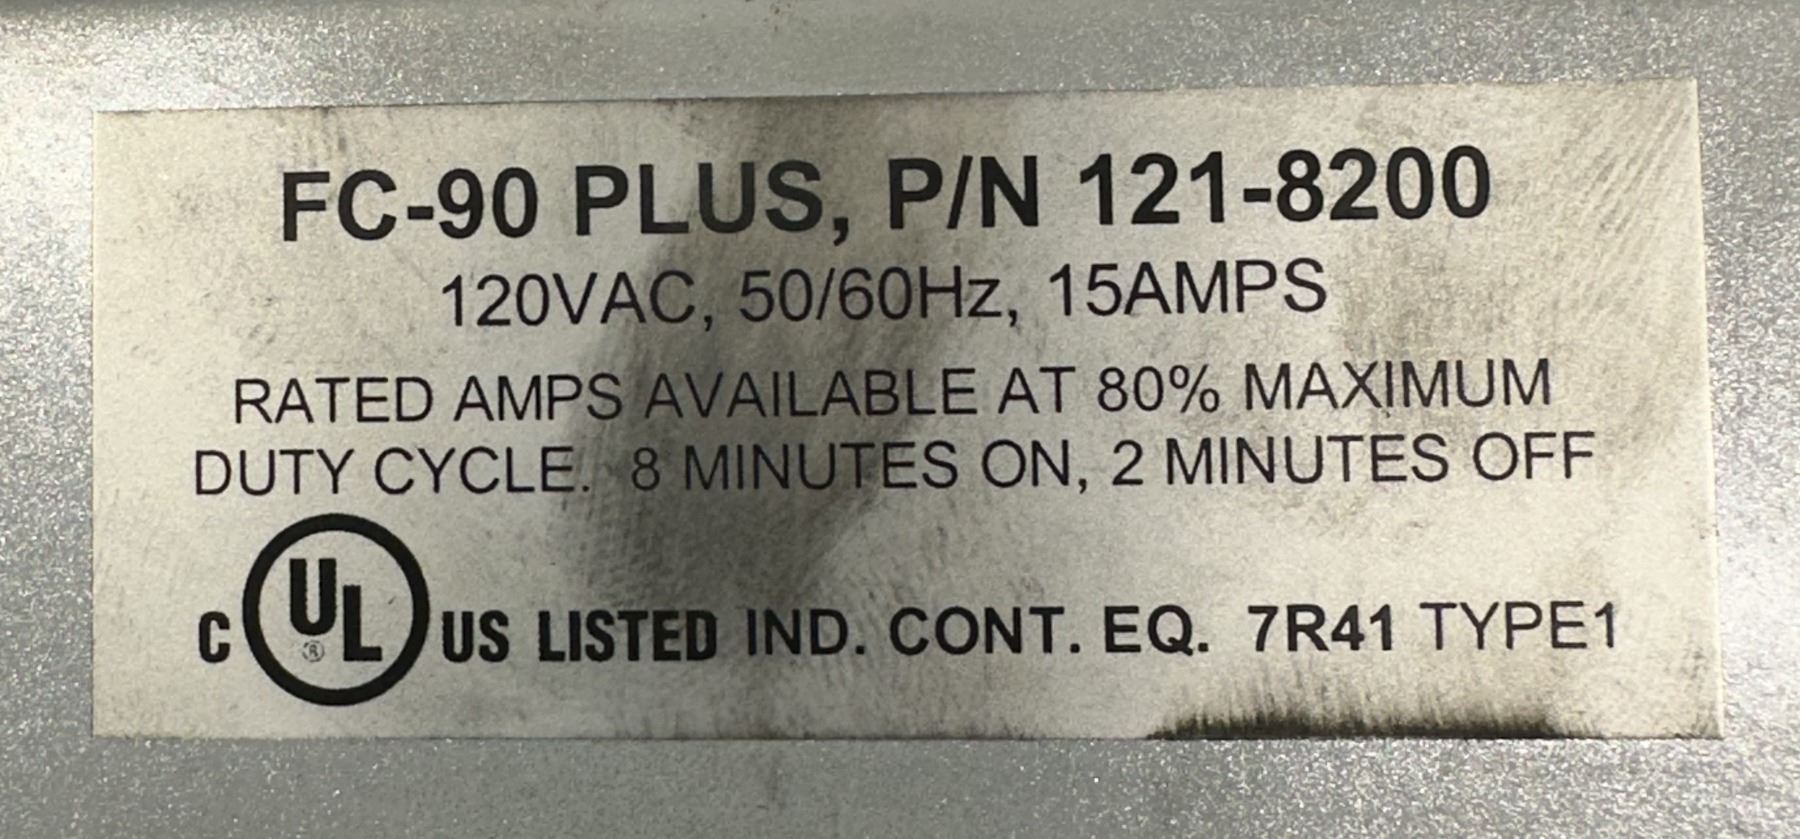 FC-90 PLUS, P/N 121-8200
120VAC, 50/60Hz, 15AMPS
RATED AMPS AVAILABLE AT 80% MAXIMUM
DUTY CYCLE. 8 MINUTES ON, 2 MINUTES OFF
C UL® US LISTED IND. CONT. EQ. 7R41 TYPE1